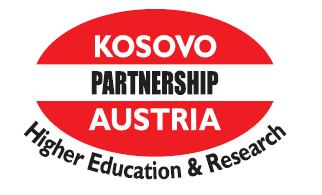 KOSOVO
PARTNERSHIP
AUSTRIA
Higher Education & Research